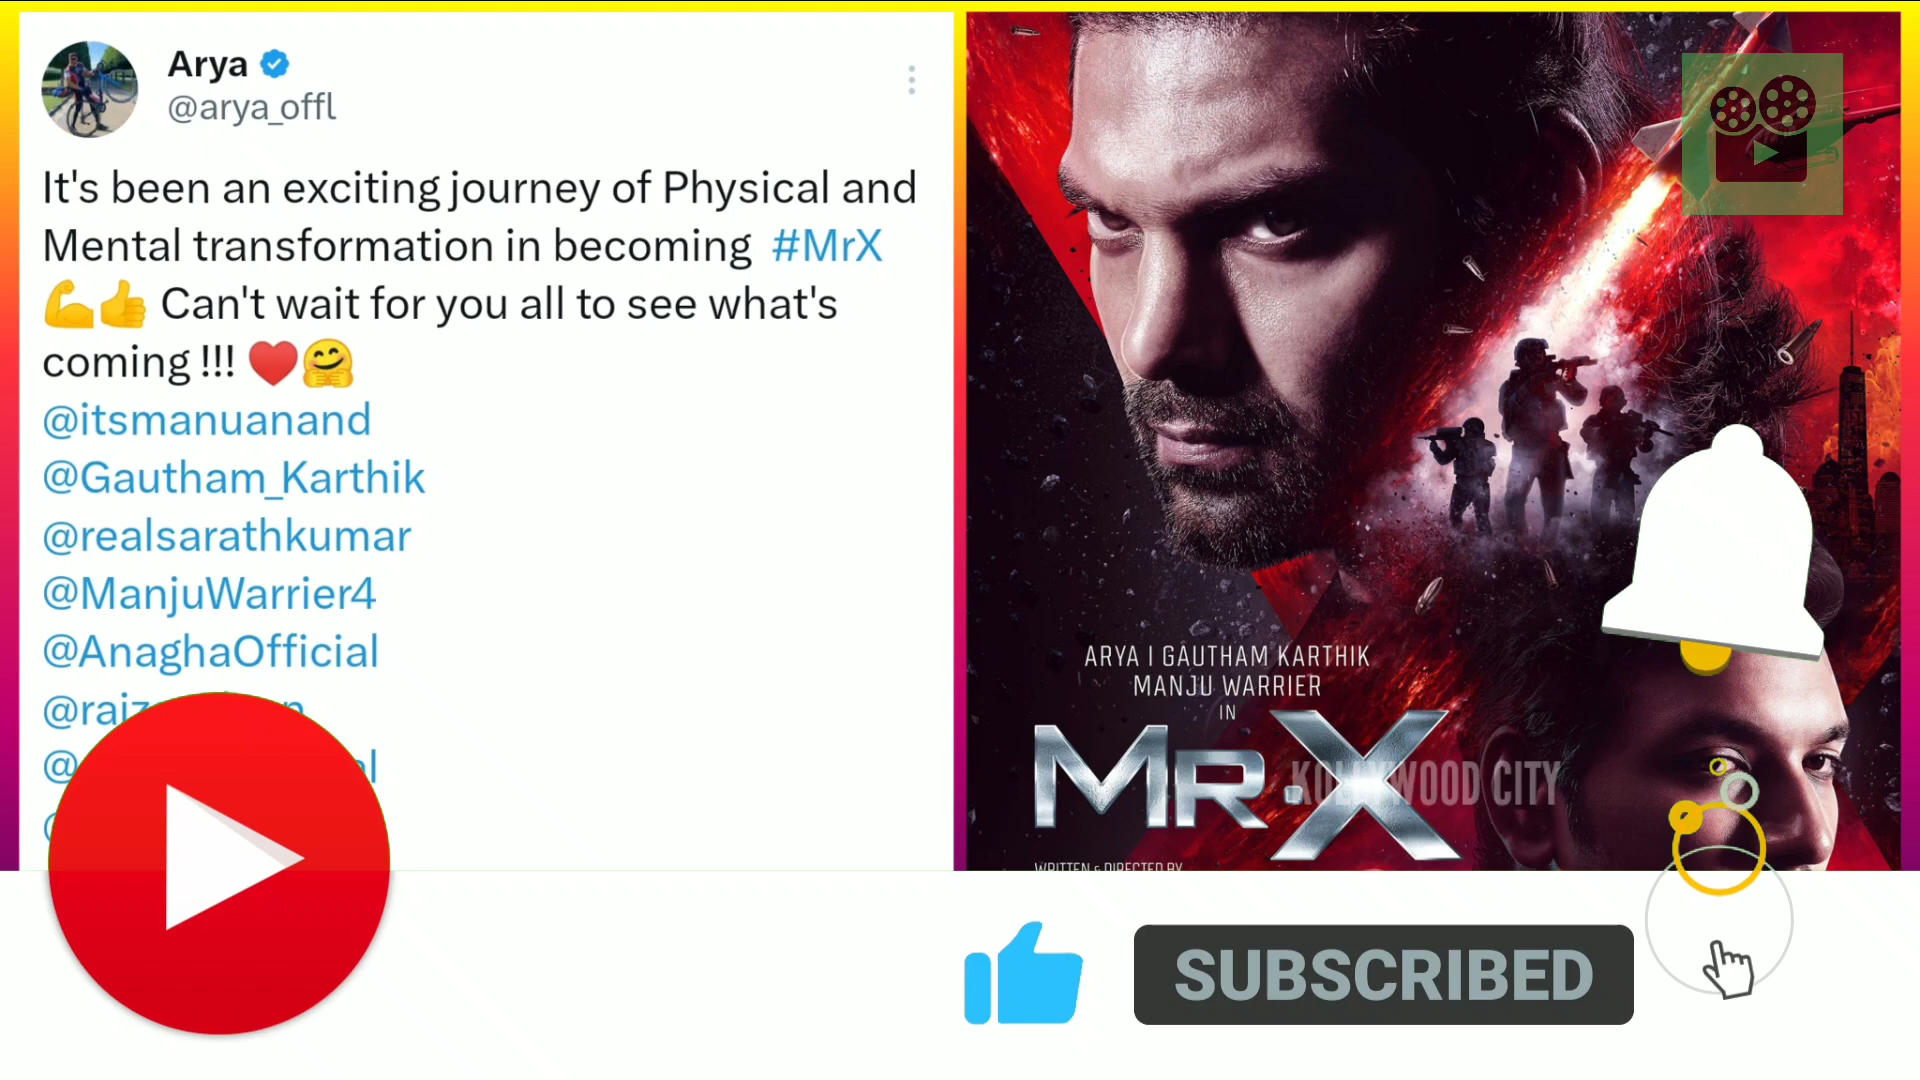 Arya
@arya_offl
It's been an exciting journey of Physical and
Mental transformation in becoming #MrX
💪👍 Can't wait for you all to see what's
coming !!! ♥️🤗
@itsmanuanand
@Gautham_Karthik
@realsarathkumar
@ManjuWarrier4
@AnaghaOfficial
ARYA I GAUTHAM KARTHIK
MANJU WARRIER
IN
MR.X
KOLLYWOOD CITY
WRITTEN & DIRECTED BY
SUBSCRIBED